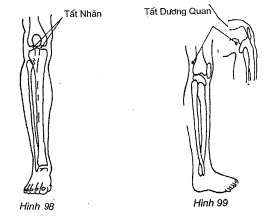 Tất Nhãn
Tất Dương Quan
Hình 98
Hình 99